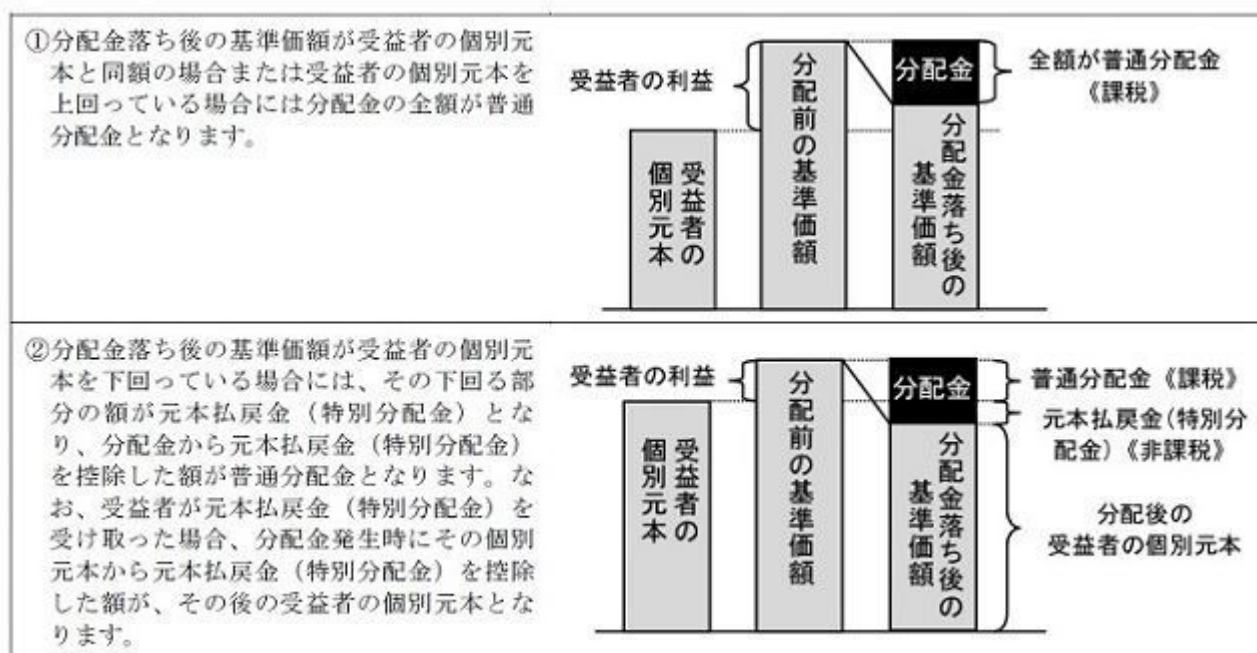 ①分配金落ち後の基準価額が受益者の個別元
本と同額の場合または受益者の個別元本を
上回っている場合には分配金の全額が普通
分配金となります。
受益者の利益
受益者の
個別元本
分配前の基準価額
分配金
分配金落ち後の
基準価額
全額が普通分配金
《課税》
②分配金落ち後の基準価額が受益者の個別元
本を下回っている場合には、その下回る部
分の額が元本払戻金（特別分配金）とな
り、分配金から元本払戻金（特別分配金）
を控除した額が普通分配金となります。な
お、受益者が元本払戻金（特別分配金）を
受け取った場合、分配金発生時にその個別
元本から元本払戻金（特別分配金）を控除
した額が、その後の受益者の個別元本とな
ります。
受益者の利益
受益者の
個別元本
分配前の基準価額
分配金
分配金落ち後の
基準価額
普通分配金《課税》
元本払戻金(特別分
配金)《非課税》
分配後の
受益者の個別元本